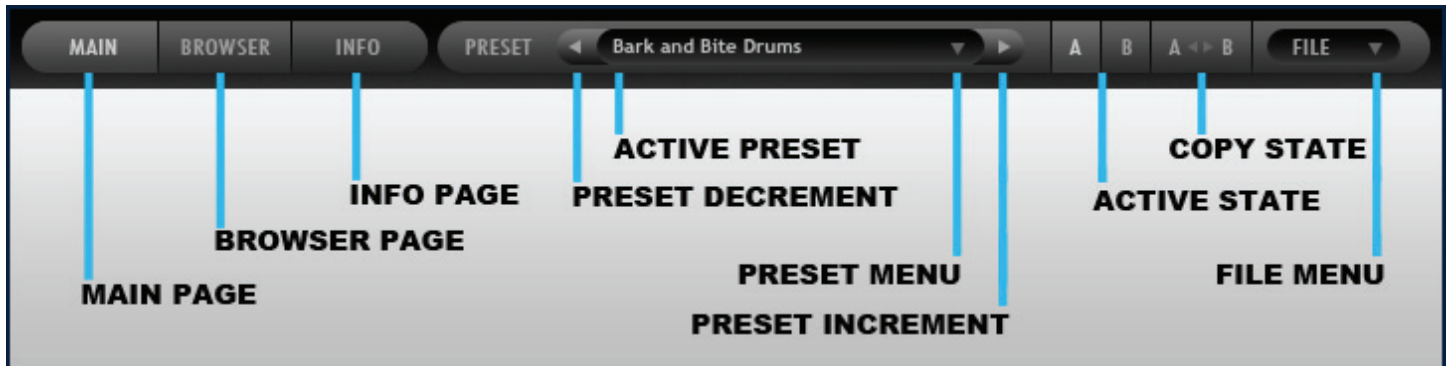 MAIN BROWSER INFO PRESET Bark and Bite Drums A B A B FILE
ACTIVE PRESET COPY STATE
INFO PAGE PRESET DECREMENT ACTIVE STATE
BROWSER PAGE
PRESET MENU FILE MENU
MAIN PAGE
PRESET INCREMENT